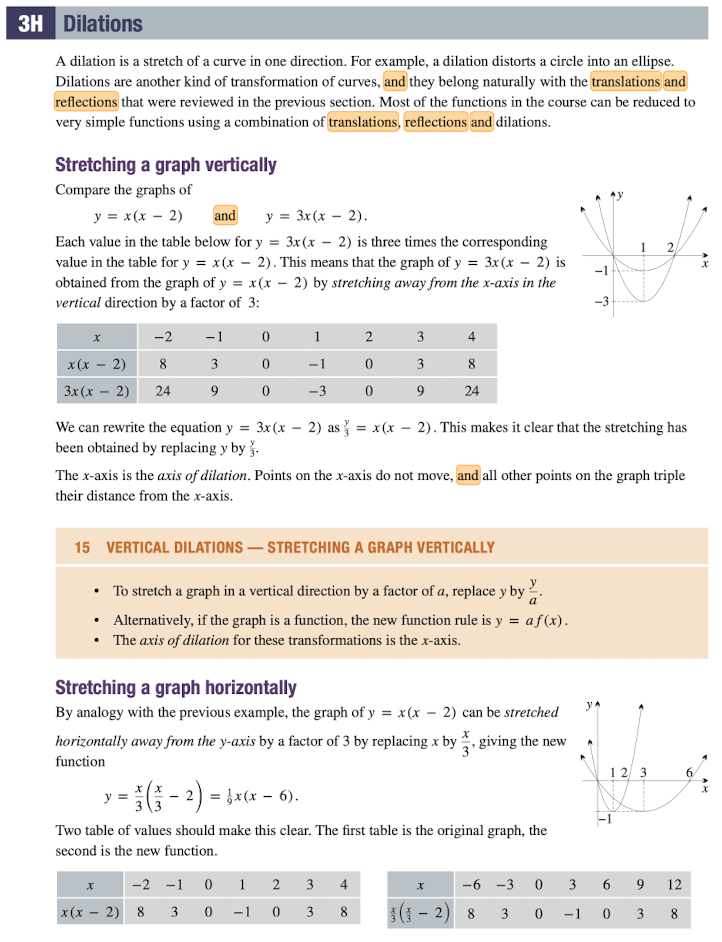 3H Dilations
A dilation is a stretch of a curve in one direction. For example, a dilation distorts a circle into an ellipse.
Dilations are another kind of transformation of curves, and they belong naturally with the translations and
reflections that were reviewed in the previous section. Most of the functions in the course can be reduced to
very simple functions using a combination of translations, reflections and dilations.
Stretching a graph vertically
Compare the graphs of
y = x(x − 2) and y = 3x(x − 2).
Each value in the table below for y = 3x(x − 2) is three times the corresponding
value in the table for y = x(x − 2). This means that the graph of y = 3x(x − 2) is
obtained from the graph of y = x(x − 2) by stretching away from the x-axis in the
vertical direction by a factor of 3:
y
1 2
x
−1
−3
x −2 −1 0 1 2 3 4
x(x − 2) 8 3 0 −1 0 3 8
3x(x − 2) 24 9 0 −3 0 9 24
We can rewrite the equation y = 3x(x − 2) as y/3 = x(x − 2). This makes it clear that the stretching has
been obtained by replacing y by y/3.
The x-axis is the axis of dilation. Points on the x-axis do not move, and all other points on the graph triple
their distance from the x-axis.
15 VERTICAL DILATIONS — STRETCHING A GRAPH VERTICALLY
• To stretch a graph in a vertical direction by a factor of a, replace y by y/a.
• Alternatively, if the graph is a function, the new function rule is y = af(x).
• The axis of dilation for these transformations is the x-axis.
Stretching a graph horizontally
By analogy with the previous example, the graph of y = x(x − 2) can be stretched
horizontally away from the y-axis by a factor of 3 by replacing x by x/3, giving the new
function
y = x/3(x/3 − 2) = 1/9x(x − 6).
Two table of values should make this clear. The first table is the original graph, the
second is the new function.
y
1 2 3 6
x
−1
x −2 −1 0 1 2 3 4
x(x − 2) 8 3 0 −1 0 3 8
x −6 −3 0 3 6 9 12
x/3(x/3 − 2) 8 3 0 −1 0 3 8